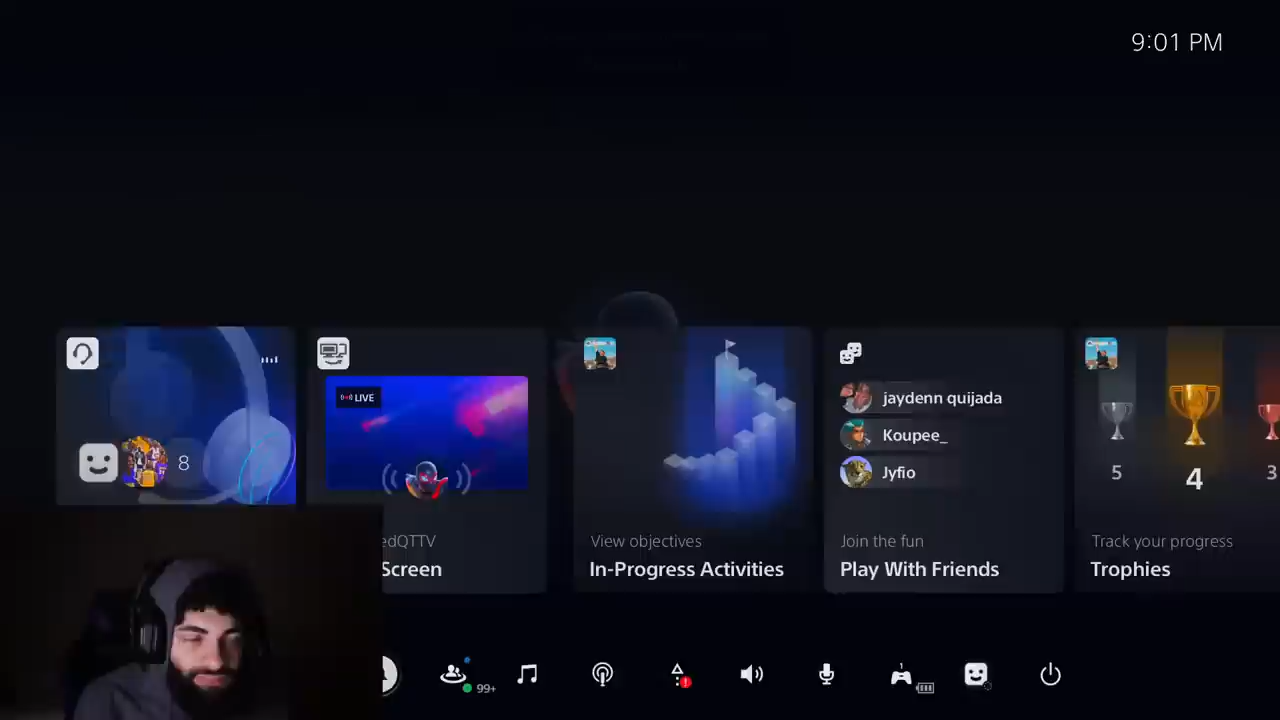 9:01 PM
LIVE
8
jaydenn quijada
Koupee_
Jyfio
5
4
3
edQTTV
Screen
View objectives
In-Progress Activities
Join the fun
Play With Friends
Track your progress
Trophies
99+